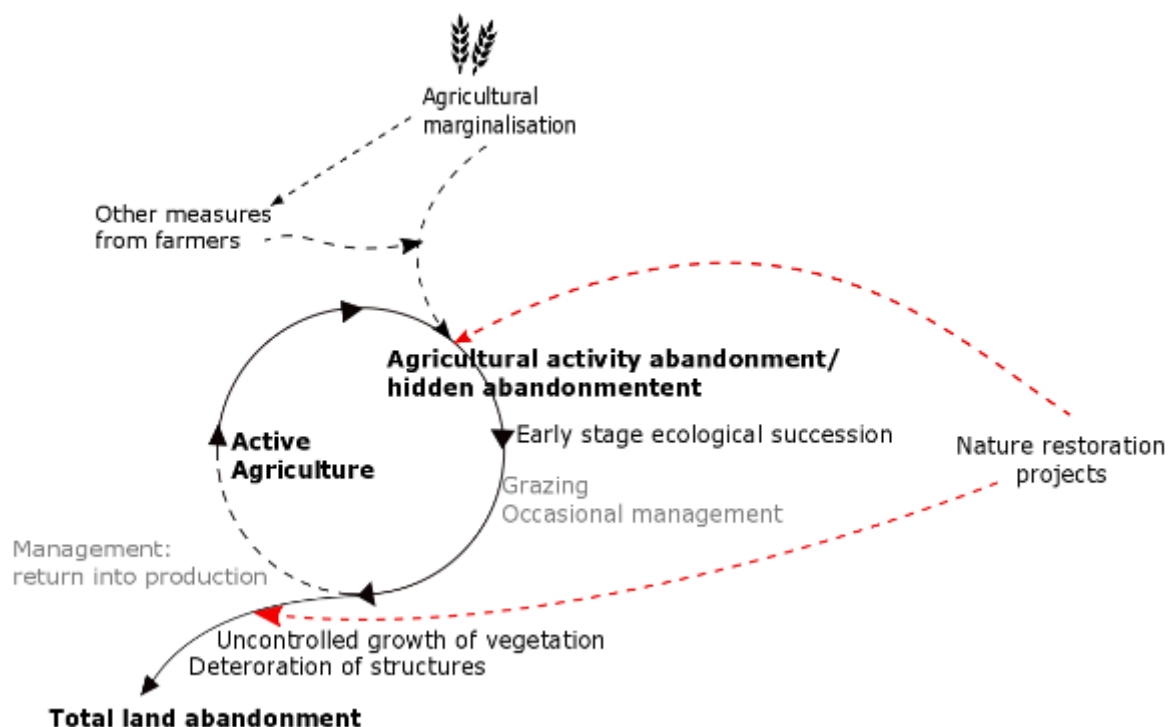 Agricultural
marginalisation
Other measures
from farmers
Agricultural activity abandonment/
hidden abandonmentent
Active
Agriculture
Early stage ecological succession
Nature restoration
projects
Grazing
Occasional management
Management:
return into production
Uncontrolled growth of vegetation
Deteroration of structures
Total land abandonment